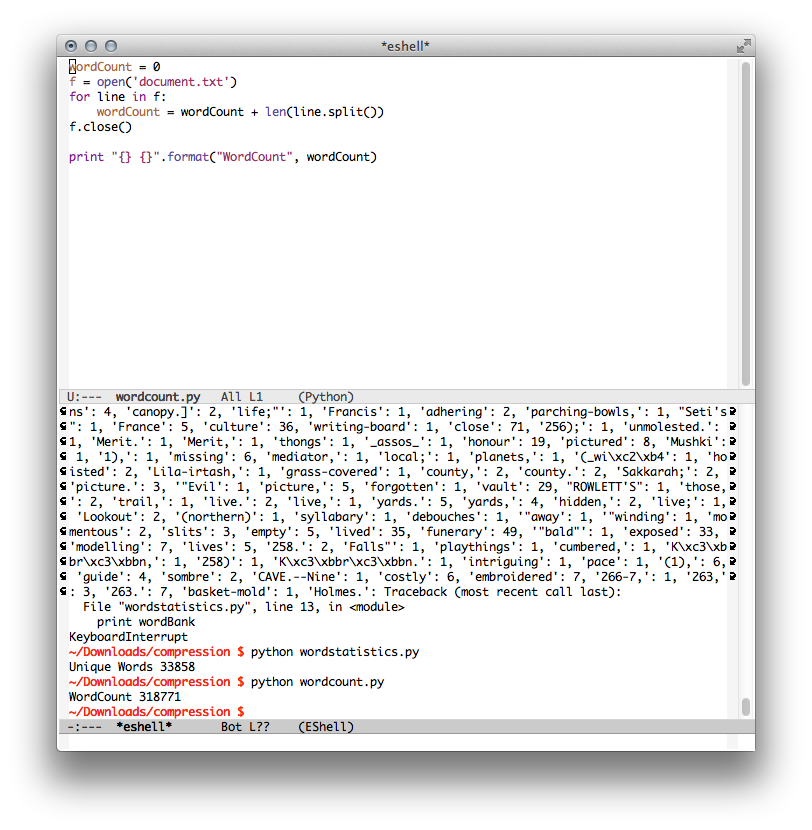 *eshell*
wordCount = 0
f = open('document.txt')
for line in f:
    wordCount = wordCount + len(line.split())
f.close()
print "{} {}".format("WordCount", wordCount)
U:---  wordcount.py   All L1     (Python)
ns': 4, 'canopy.]': 2, 'life;"': 1, 'Francis': 1, 'adhering': 2, 'parching-bowls,': 1, "Seti's
": 1, 'France': 5, 'culture': 36, 'writing-board': 1, 'close': 71, '256);': 1, 'unmolested.': 
1, 'Merit.': 1, 'Merit,': 1, 'thongs': 1, '_assos_': 1, 'honour': 19, 'pictured': 8, 'Mushki':
 1, '1),': 1, 'missing': 6, 'mediator,': 1, 'local;': 1, 'planets,': 1, '(_wi\xc2\xb4': 1, 'ho
isted': 2, 'Lila-irtash,': 1, 'grass-covered': 1, 'county,': 2, 'county.': 2, 'Sakkarah;': 2, 
'picture.': 3, '"Evil': 1, 'picture,': 5, 'forgotten': 1, 'vault': 29, "ROWLETT'S": 1, 'those,
': 2, 'trail,': 1, 'live.': 2, 'live,': 1, 'yards.': 5, 'yards,': 4, 'hidden,': 2, 'live;': 1,
 'Lookout': 2, '(northern)': 1, 'syllabary': 1, 'debouches': 1, '"away': 1, '"winding': 1, 'mo
mentous': 2, 'slits': 3, 'empty': 5, 'lived': 35, 'funerary': 49, '"bald"': 1, 'exposed': 33, 
'modelling': 7, 'lives': 5, '258.': 2, 'Falls"': 1, 'playthings': 1, 'cumbered,': 1, 'K\xc3\xb
br\xc3\xbbn,': 1, '258)': 1, 'K\xc3\xbbr\xc3\xbbn.': 1, 'intriguing': 1, 'pace': 1, '(1),': 6,
 'guide': 4, 'sombre': 2, 'CAVE.--Nine': 1, 'costly': 6, 'embroidered': 7, '266-7,': 1, '263,'
: 3, '263.': 7, 'basket-mold': 1, 'Holmes.': Traceback (most recent call last):
  File "wordstatistics.py", line 13, in <module>
    print wordBank
KeyboardInterrupt
~/Downloads/compression $ python wordstatistics.py
Unique Words 33858
~/Downloads/compression $ python wordcount.py
WordCount 318771
~/Downloads/compression $
-:---  *eshell*       Bot L??    (EShell)